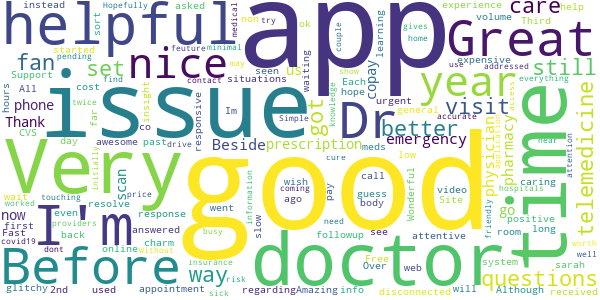 instead
Hopefully
asked
helpful
All
sort
feuture
minimal
started
Support
pending
cost
hours
CVS
twice
find
app
medical
non
try
ok
now
couple
learning
gives
home
may
show
experience
volume
Third
help
care
Great
use
expensive
addressed
everything
fan
nice
set
us
situations
seen
waiting
Each
hope
copay
year
still
phone
Thank
issue
got
contact
price
insight
responsive
co
Im
Simple
knowledge
urgent
general
Dr
better
visit
accurate
emergency
day
far
awesome
past
drive
Beside
prescription
meds
low
physician
pharmacy
application
access
near
telemedicine
attention
time
Very
good
initially
scan
wait
worked
touching
resolve
answered
response
went
wish
coming
ago
pay
cure
call
guess
body
video
Site
Wonderful
friendly
go
hospitals
caring
positive
room
long
I'm
now
first
Fast
covid19
even
providers
back
dont
online
Without
charm
busy
slow
information
need
followup
see
attentive
system
worth
well
Before
way
insurance
risk
sick
doctor
Free
Over
web
questions
will
Although
sarah
received
glitchy
2nd
used
appointment
regarding
Amazing
info
disconnected